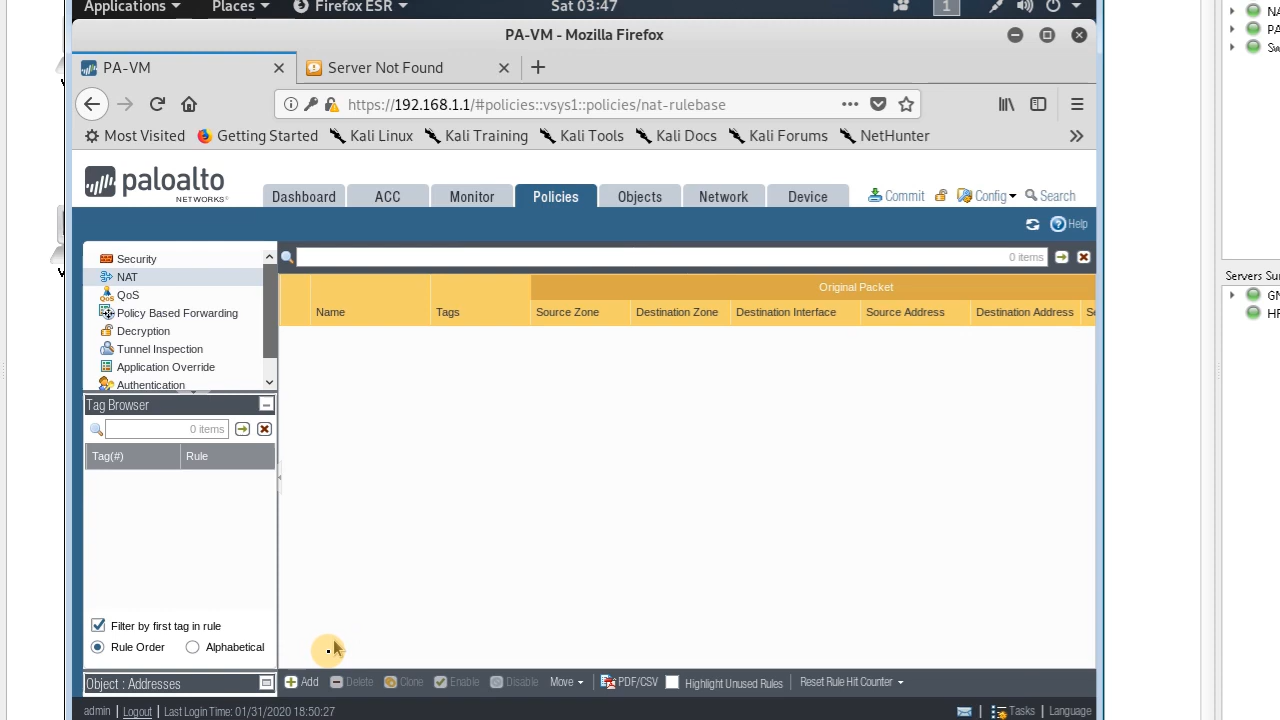 Applications
Places
Firefox ESR
Sat 03:47
1
PA-VM - Mozilla Firefox
PA-VM
Server Not Found
https://192.168.1.1/#policies::vsys1::policies/nat-rulebase
Most Visited
Getting Started
Kali Linux
Kali Training
Kali Tools
Kali Docs
Kali Forums
NetHunter
paloalto
NETWORKS®
Dashboard
ACC
Monitor
Policies
Objects
Network
Device
Commit
Config
Search
Help
Security
NAT
QoS
Policy Based Forwarding
Decryption
Tunnel Inspection
Application Override
Authentication
0 items
Original Packet
Name
Tags
Source Zone
Destination Zone
Destination Interface
Source Address
Destination Address
Se
Tag Browser
0 items
Tag(#)
Rule
Filter by first tag in rule
Rule Order
Alphabetical
Object : Addresses
Add
Delete
Clone
Enable
Disable
Move
PDF/CSV
Highlight Unused Rules
Reset Rule Hit Counter
admin | Logout | Last Login Time: 01/31/2020 18:50:27
Tasks | Language
NA
PA
Sw
Servers Sur
GN
HF